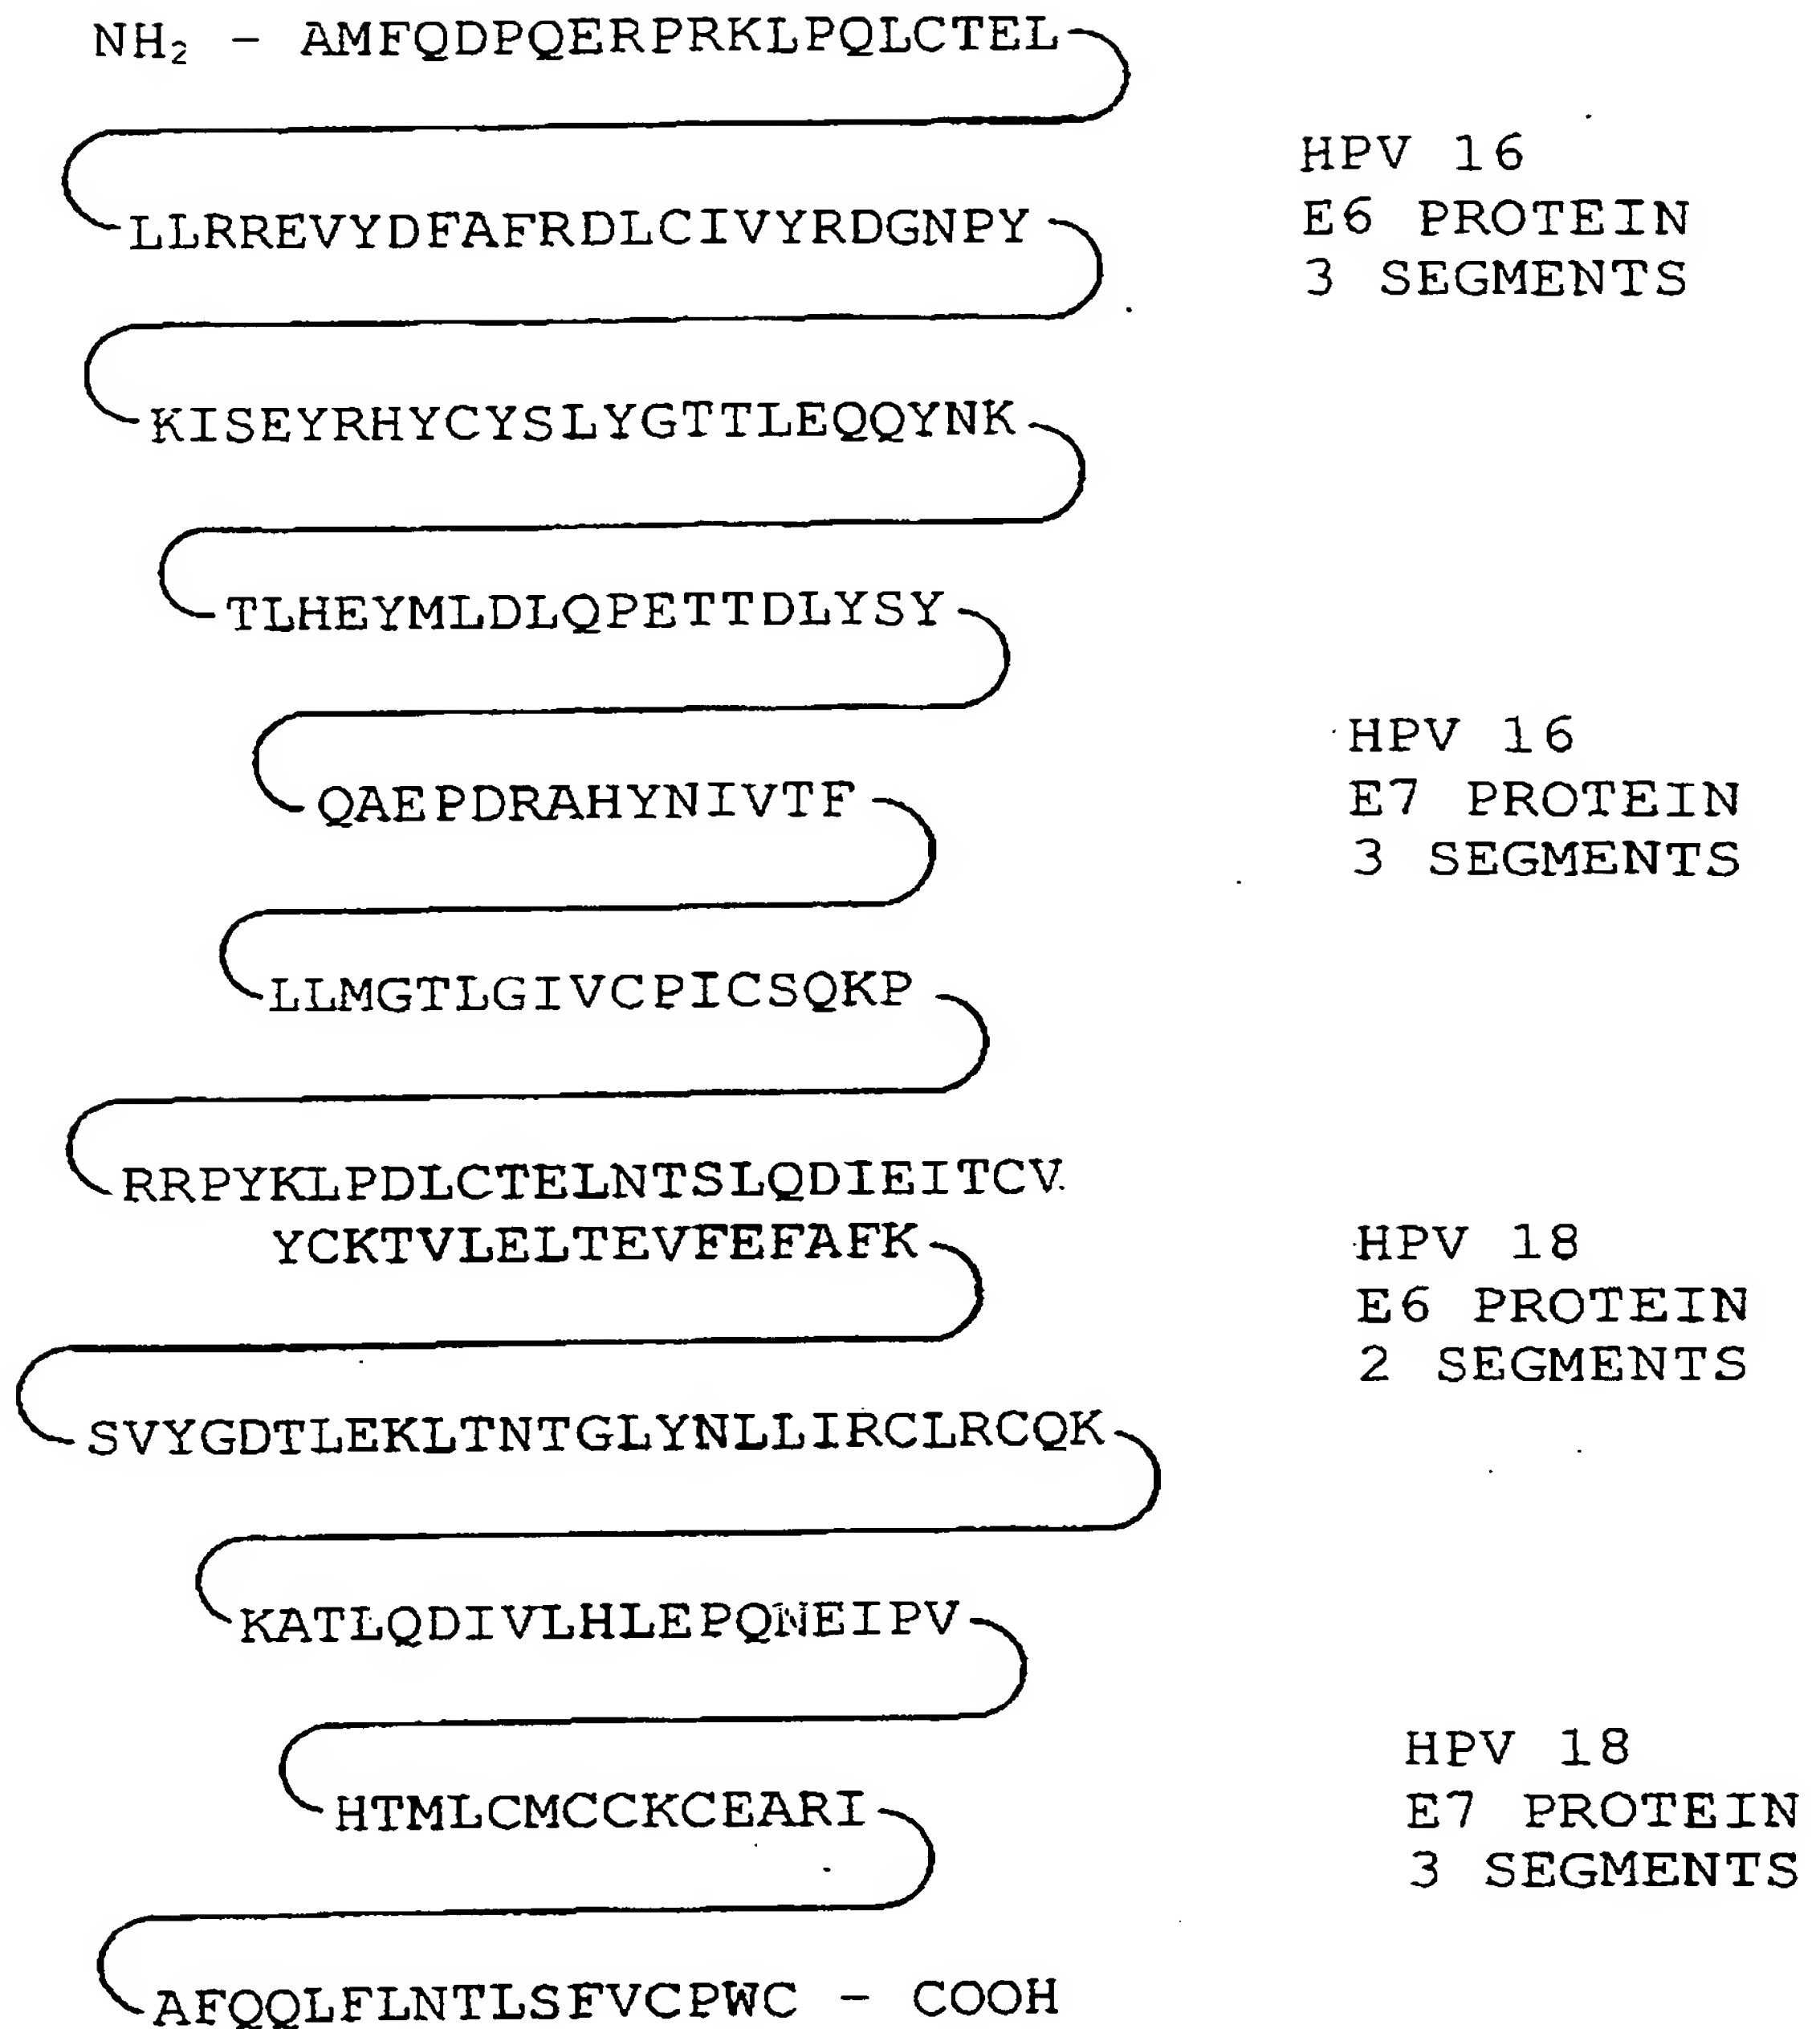 NH₂ - AMFQDPQERPRKLPQLCTEL
HPV 16
E6 PROTEIN
3 SEGMENTS
LLRREVYDFAFRDLCIVYRDGNPY
KISEYRHYCYSLYGTTLEQQYNK
TLHEYMLDLQPETTDLYSY
HPV 16
E7 PROTEIN
3 SEGMENTS
QAEPDRAHYNIVTF
LLMGTLGIVCPICSQKP
RRPYKLPDLCTELNTSLQDIEITCV
YCKTVLELTEVFEFAFK
HPV 18
E6 PROTEIN
2 SEGMENTS
SVYGDTLEKLTNTGLYNLLIRCLRCQK
KATLQDIVLHLEPQNEIPV
HTMLCMCCKCEARI
HPV 18
E7 PROTEIN
3 SEGMENTS
AFQQLFLNTLSFVCPWC - COOH